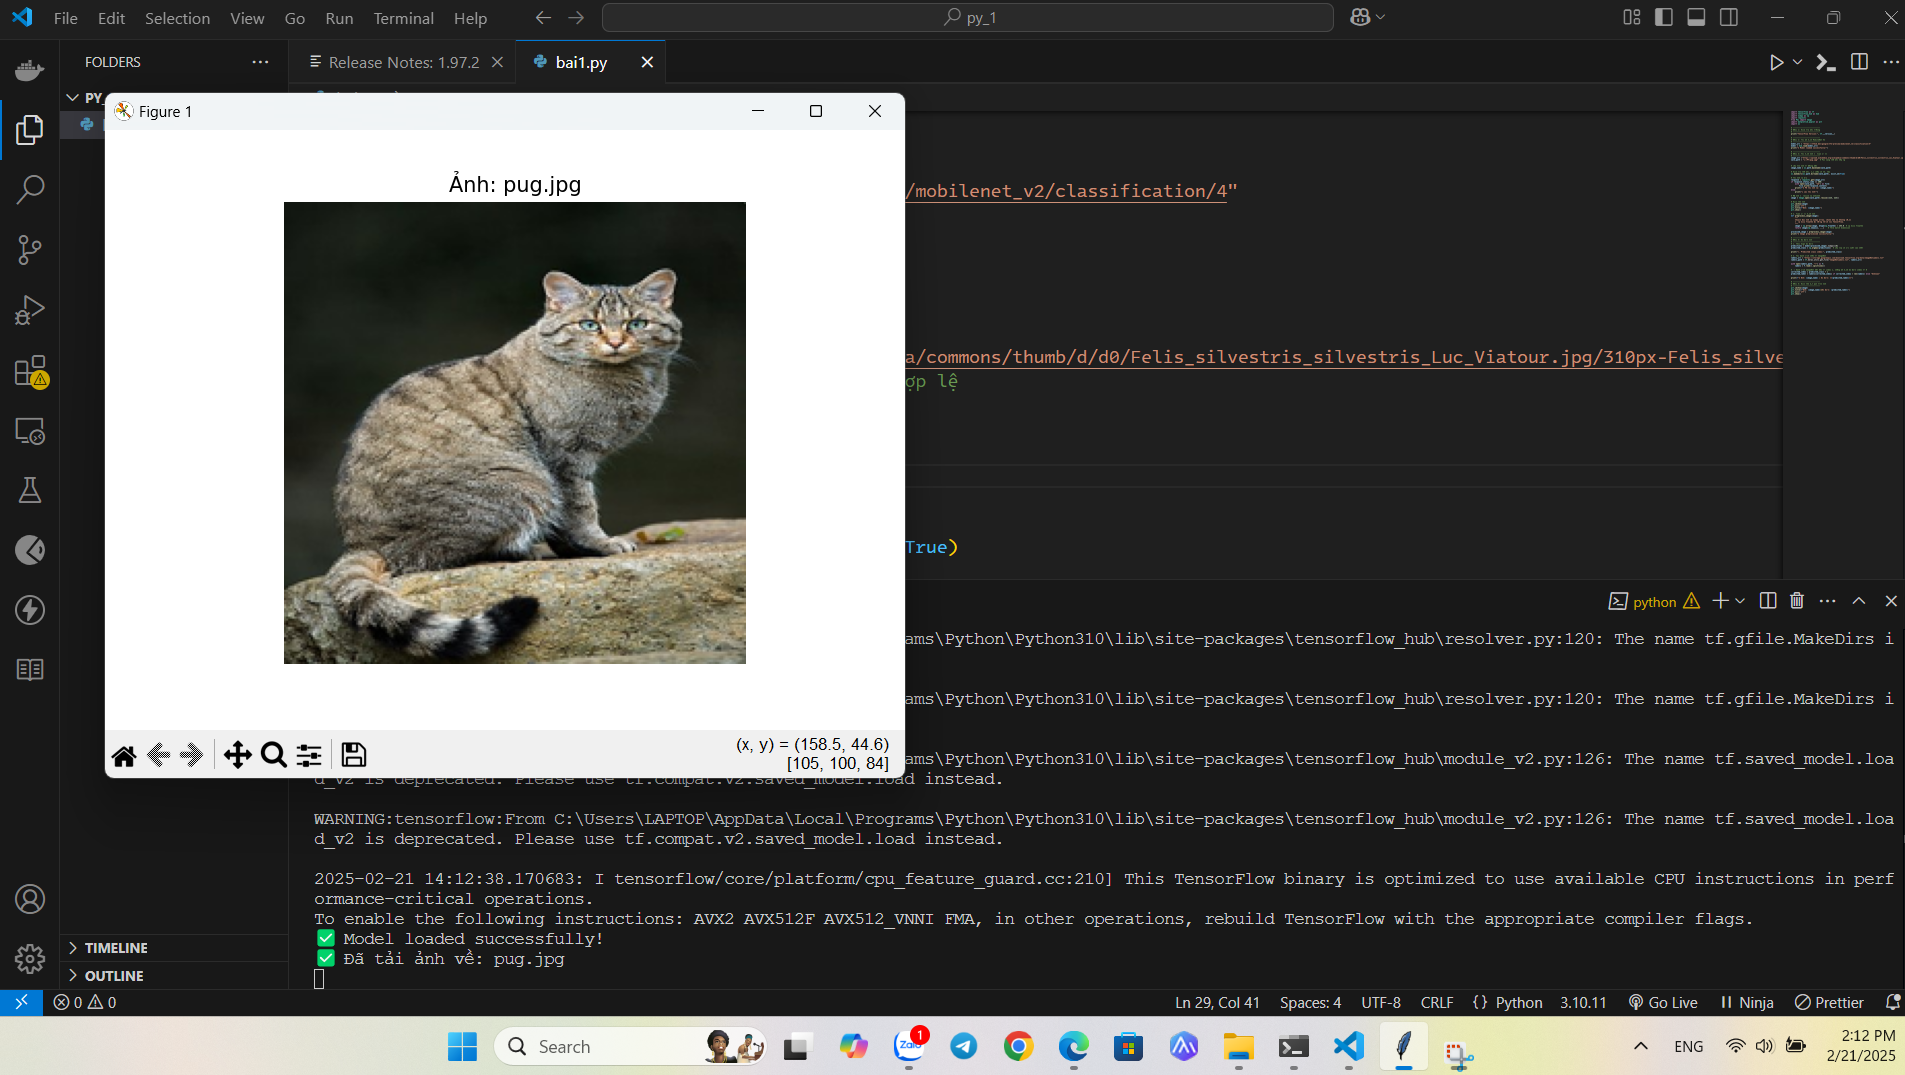 File Edit Selection View Go Run Terminal Help
py_1
FOLDERS
Release Notes: 1.97.2
bai1.py
PY_
Figure 1
Ảnh: pug.jpg
/mobilenet_v2/classification/4"
a/commons/thumb/d/d0/Felis_silvestris_silvestris_Luc_Viatour.jpg/310px-Felis_silve
ợp lệ
True)
(x, y) = (158.5, 44.6)
[105, 100, 84]
python
ams\Python\Python310\lib\site-packages\tensorflow_hub\resolver.py:120: The name tf.gfile.MakeDirs i
ams\Python\Python310\lib\site-packages\tensorflow_hub\resolver.py:120: The name tf.gfile.MakeDirs i
ams\Python\Python310\lib\site-packages\tensorflow_hub\module_v2.py:126: The name tf.saved_model.loa
d_v2 is deprecated. Please use tf.compat.v2.saved_model.load instead.
WARNING:tensorflow:From C:\Users\LAPTOP\AppData\Local\Programs\Python\Python310\lib\site-packages\tensorflow_hub\module_v2.py:126: The name tf.saved_model.loa
d_v2 is deprecated. Please use tf.compat.v2.saved_model.load instead.
2025-02-21 14:12:38.170683: I tensorflow/core/platform/cpu_feature_guard.cc:210] This TensorFlow binary is optimized to use available CPU instructions in perf
ormance-critical operations.
To enable the following instructions: AVX2 AVX512F AVX512_VNNI FMA, in other operations, rebuild TensorFlow with the appropriate compiler flags.
✅ Model loaded successfully!
✅ Đã tải ảnh về: pug.jpg
TIMELINE
OUTLINE
0 0
Ln 29, Col 41 Spaces: 4 UTF-8 CRLF {} Python 3.10.11 Go Live Ninja Prettier
Search
Zalo
1
ENG
2:12 PM
2/21/2025